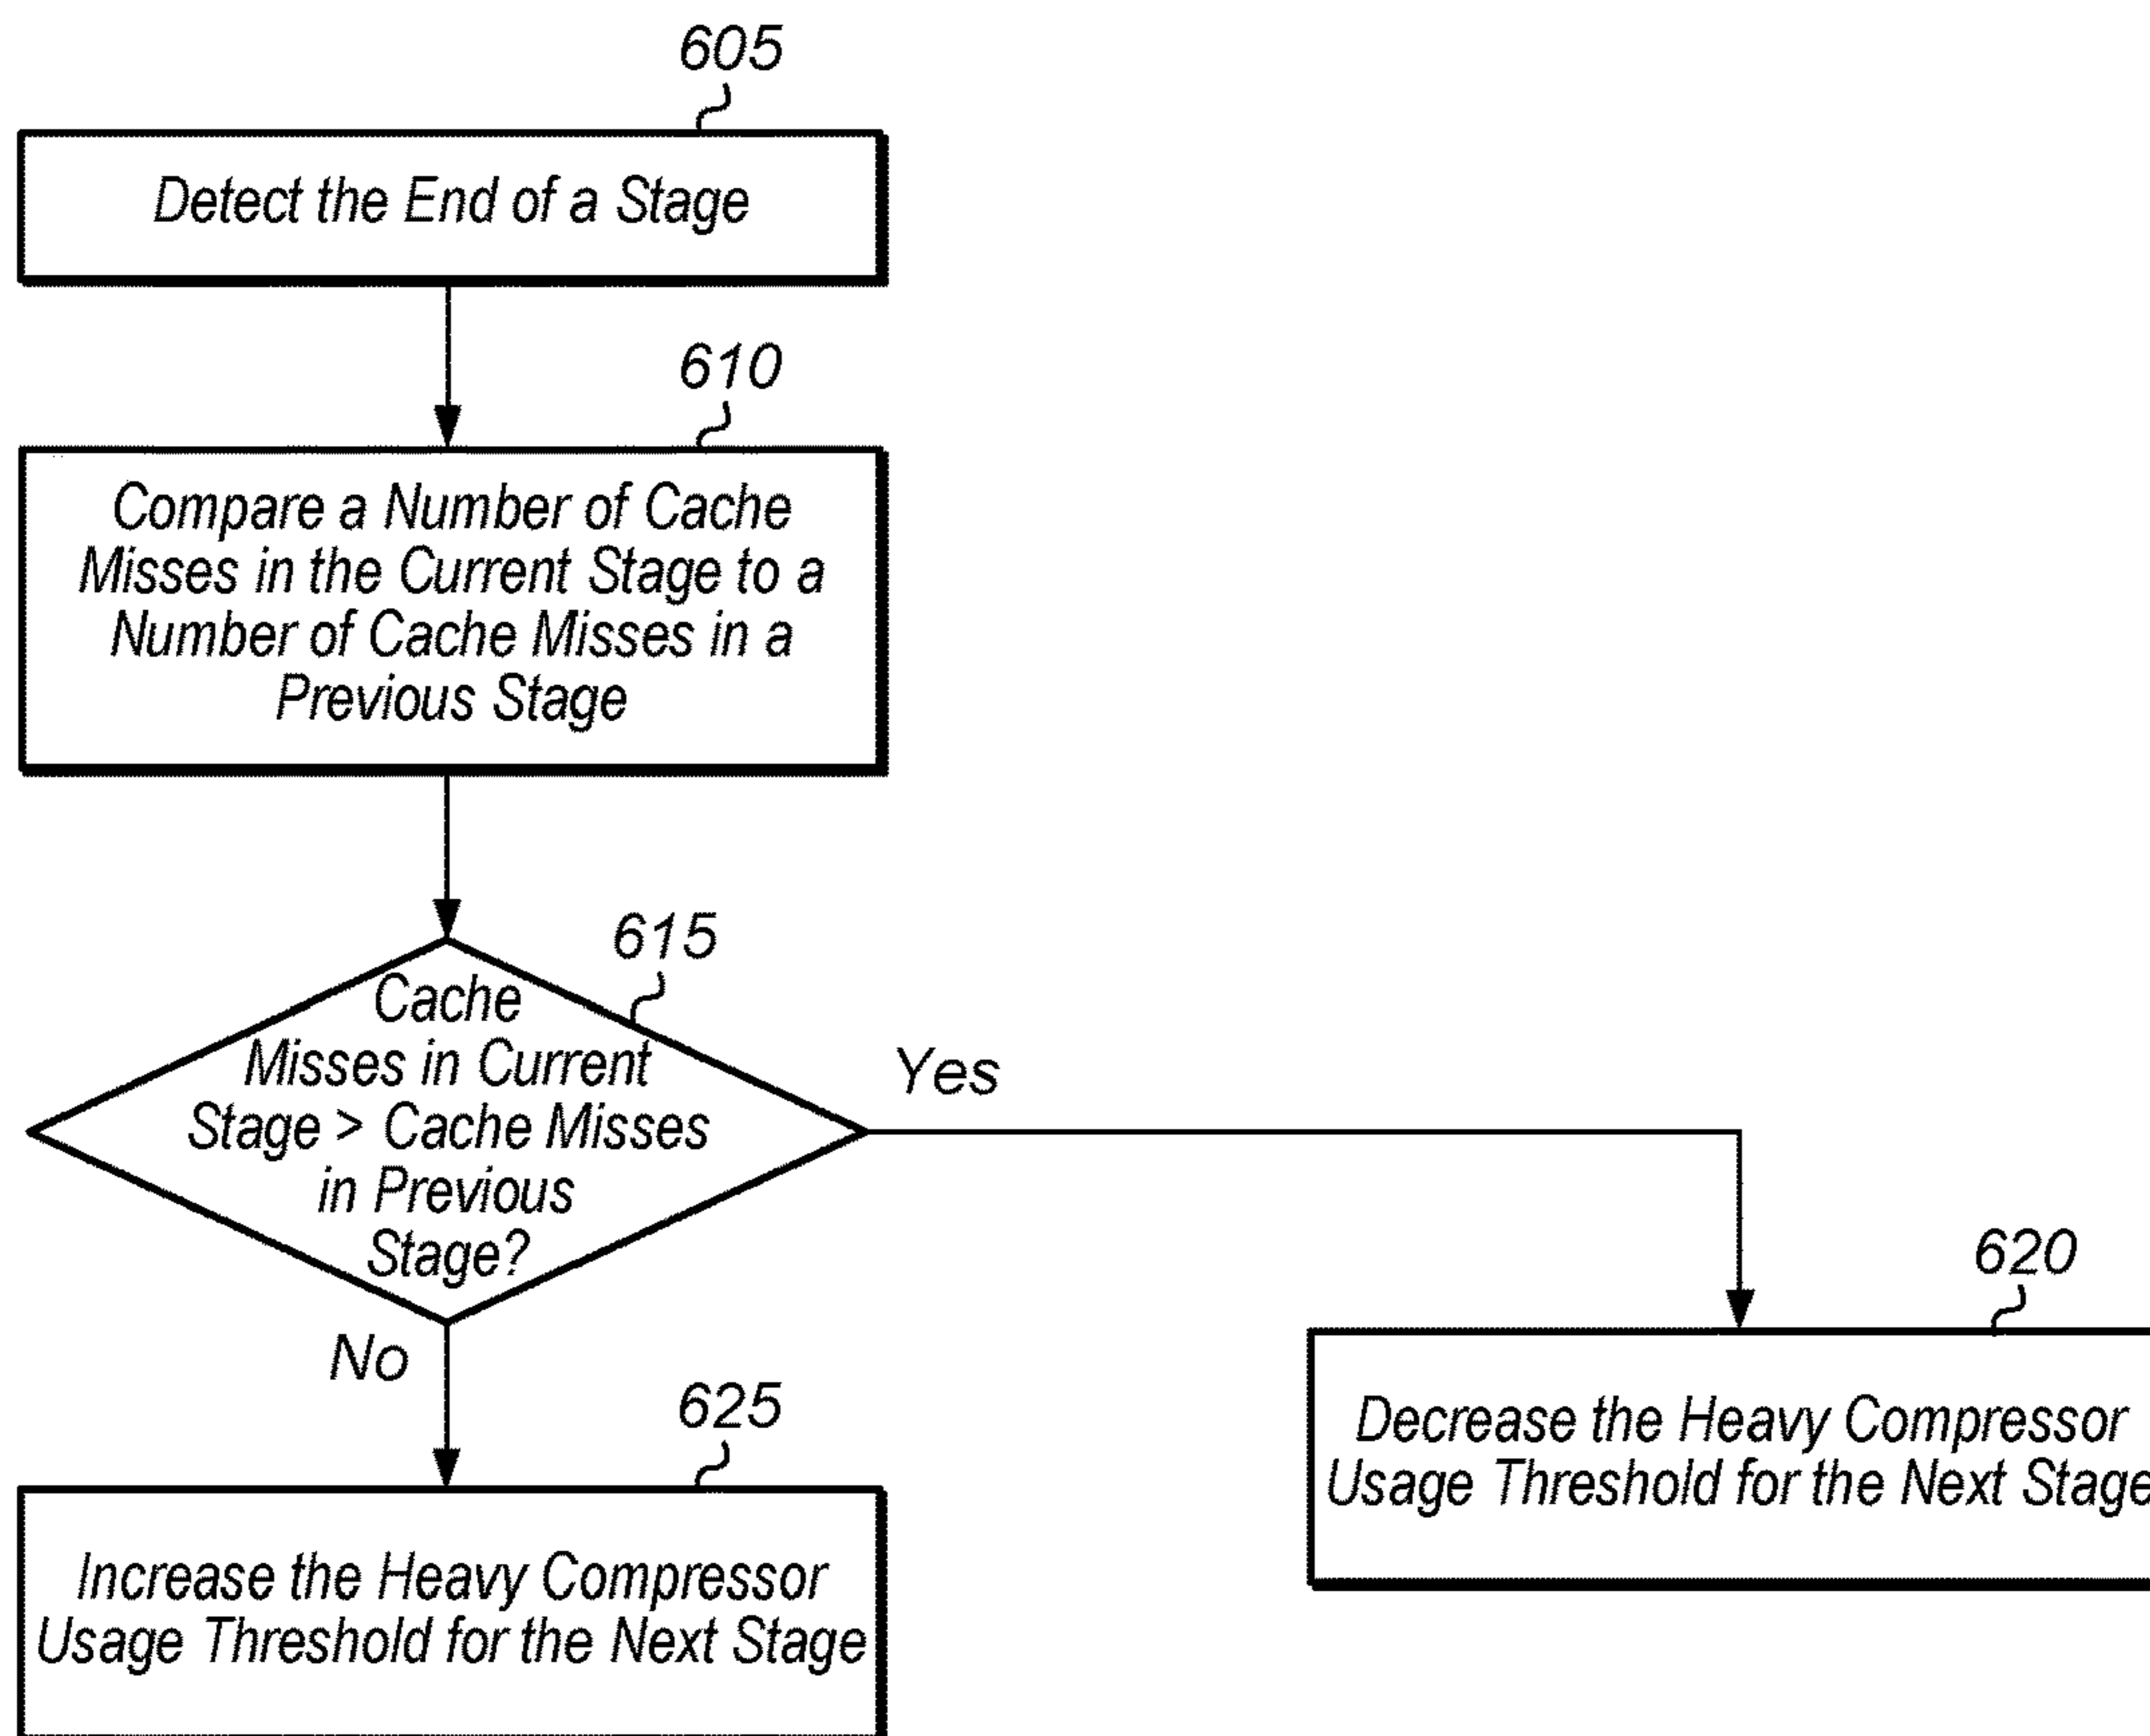 605
Detect the End of a Stage
610
Compare a Number of Cache
Misses in the Current Stage to a
Number of Cache Misses in a
Previous Stage
615
Cache
Misses in Current
Stage > Cache Misses
in Previous
Stage?
Yes
No
620
Decrease the Heavy Compressor
Usage Threshold for the Next Stage
625
Increase the Heavy Compressor
Usage Threshold for the Next Stage